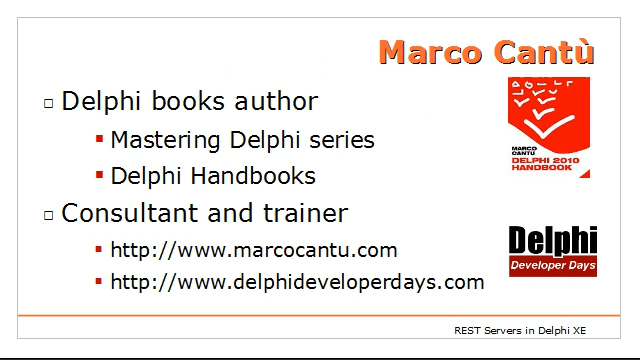 Marco Cantù
Delphi books author
Mastering Delphi series
Delphi Handbooks
MARCO
CANTÙ
DELPHI 2010
HANDBOOK
Consultant and trainer
http://www.marcocantu.com
http://www.delphideveloperdays.com
Delphi
Developer Days
REST Servers in Delphi XE